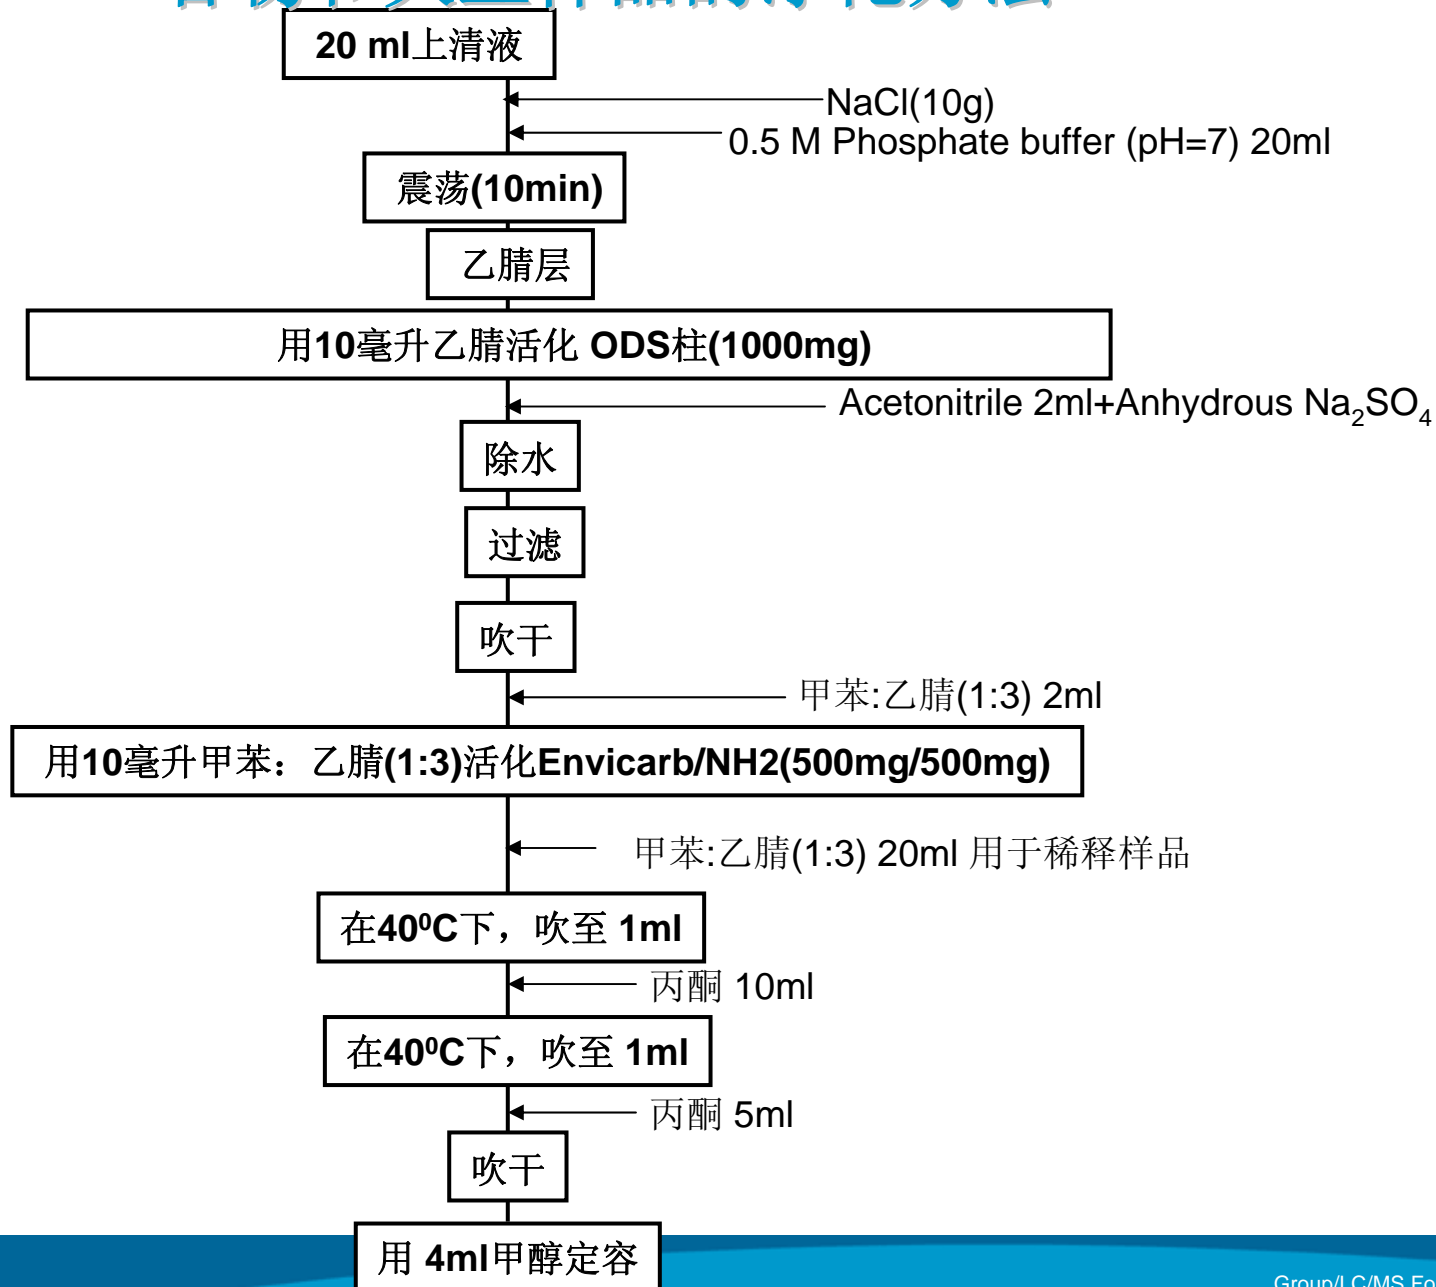 20 ml上清液
NaCl(10g)
0.5 M Phosphate buffer (pH=7) 20ml
震荡(10min)
乙腈层
用10毫升乙腈活化 ODS柱(1000mg)
Acetonitrile 2ml+Anhydrous Na₂SO₄
除水
过滤
吹干
甲苯:乙腈(1:3) 2ml
用10毫升甲苯：乙腈(1:3)活化Envicarb/NH2(500mg/500mg)
甲苯:乙腈(1:3) 20ml 用于稀释样品
在40⁰C下，吹至 1ml
丙酮 10ml
在40⁰C下，吹至 1ml
丙酮 5ml
吹干
用 4ml甲醇定容
Group/LC/MS